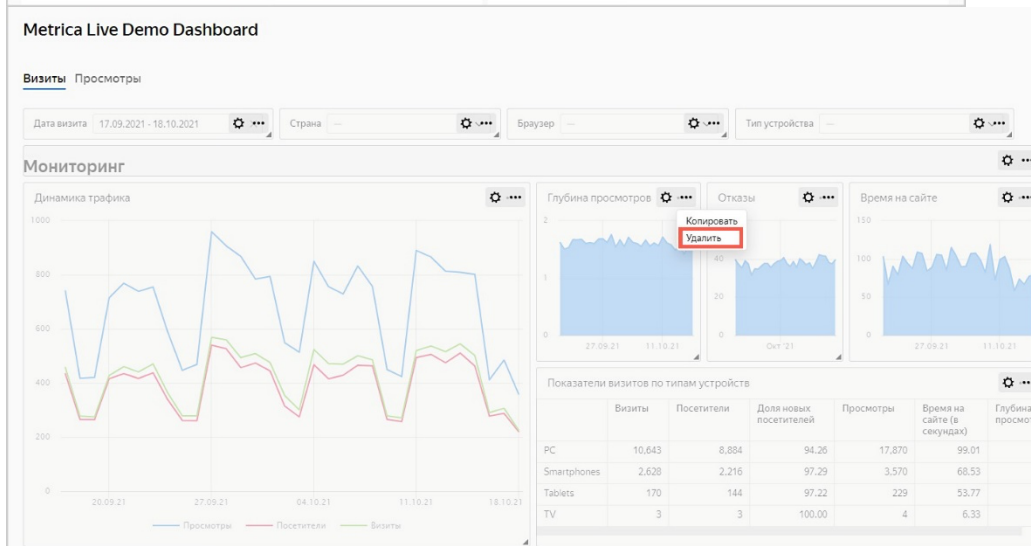 Metrica Live Demo Dashboard
Визиты Просмотры
Дата визита 17.09.2021 - 18.10.2021 Страна — Браузер — Тип устройства —
Мониторинг
Динамика трафика
1000
800
600
400
200
0
20.09.21 27.09.21 04.10.21 11.10.21 18.10.21
Просмотры Посетители Визиты
Глубина просмотров
Копировать
Удалить
2
1
0
27.09.21 11.10.21
Отказы
40
20
0
Окт '21
Время на сайте
150
100
50
0
27.09.21 11.10.21
Показатели визитов по типам устройств
Визиты Посетители Доля новых посетителей Просмотры Время на сайте (в секундах) Глубина
PC 10,643 8,884 94.26 17,870 99.01
Smartphones 2,628 2,216 97.29 3,570 68.53
Tablets 170 144 97.22 229 53.77
TV 3 3 100.00 4 6.33